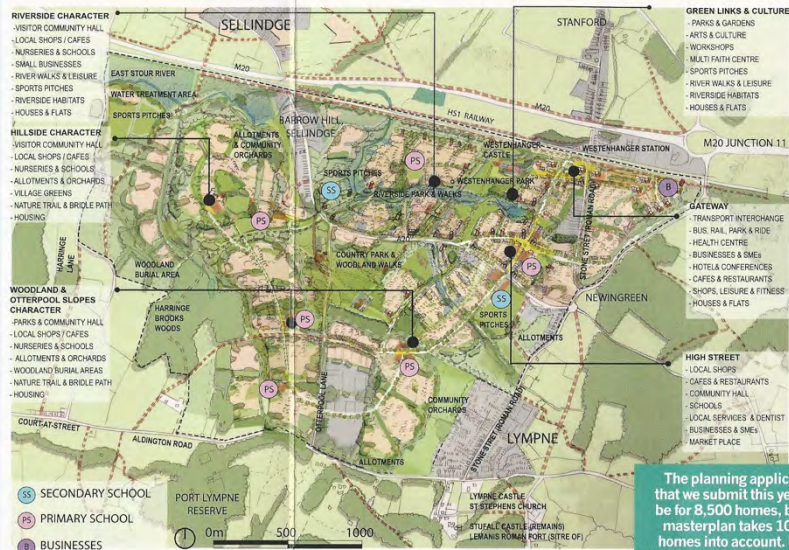 RIVERSIDE CHARACTER
-VISITOR COMMUNITY HALL
-LOCAL SHOPS / CAFES
-NURSERIES & SCHOOLS
-SMALL BUSINESSES
-RIVER WALKS & LEISURE
-SPORTS PITCHES
-RIVERSIDE HABITATS
-HOUSES & FLATS
HILLSIDE CHARACTER
-VISITOR COMMUNITY HALL
-LOCAL SHOPS / CAFES
-NURSERIES & SCHOOLS
-ALLOTMENTS & ORCHARDS
-VILLAGE GREENS
-NATURE TRAIL & BRIDLE PATH
-HOUSING
WOODLAND &
OTTERPOOL SLOPES
CHARACTER
-PARKS & COMMUNITY HALL
-LOCAL SHOPS / CAFES
-NURSERIES & SCHOOLS
- ALLOTMENTS & ORCHARDS
-WOODLAND BURIAL AREAS
-NATURE TRAIL & BRIDLE PATH
-HOUSING
SELLINDGE
STANFORD
M20
M20
HS1 RAILWAY
M20 JUNCTION 11
EAST STOUR RIVER
WATER TREATMENT AREA
SPORTS PITCHES
ALLOTMENTS
& COMMUNITY
ORCHARDS
BARROW HILL,
SELLINDGE
SPORTS PITCHES
SS
PS
RIVERSIDE PARK & WALKS
WESTENHANGER
CASTLE
WESTENHANGER PARK
WESTENHANGER STATION
STONE STREET (ROMAN ROAD)
B
PS
A20
HARRINGE
LANE
WOODLAND
BURIAL AREA
COUNTRY PARK &
WOODLAND WALKS
PS
SS
SPORTS
PITCHES
NEWINGREEN
ALLOTMENTS
HARRINGE
BROOKS
WOODS
PS
PS
PS
OTTERPOOL LANE
COMMUNITY
ORCHARDS
STONE STREET (ROMAN ROAD)
LYMPNE
COURT-AT-STREET
ALDINGTON ROAD
ALLOTMENTS
PORT LYMPNE
RESERVE
LYMPNE CASTLE
ST STEPHENS CHURCH
STUFALL CASTLE (REMAINS)
LEMANIS ROMAN FORT (SITRE OF)
GREEN LINKS & CULTURE
- PARKS & GARDENS
- ARTS & CULTURE
- WORKSHOPS
- MULTI FAITH CENTRE
- SPORTS PITCHES
- RIVER WALKS & LEISURE
- RIVERSIDE HABITATS
- HOUSES & FLATS
GATEWAY
- TRANSPORT INTERCHANGE
- BUS, RAIL, PARK & RIDE
- HEALTH CENTRE
- BUSINESSES & SMEs
- HOTEL& CONFERENCES
- CAFES & RESTAURANTS
- SHOPS, LEISURE & FITNESS
- HOUSES & FLATS
HIGH STREET
- LOCAL SHOPS
- CAFES & RESTAURANTS
- COMMUNITY HALL
- SCHOOLS
- LOCAL SERVICES & DENTIST
- BUSINESSES & SMEs
- MARKET PLACE
SS SECONDARY SCHOOL
PS PRIMARY SCHOOL
B BUSINESSES
0m 500 1000
The planning applic
that we submit this ye
be for 8,500 homes, b
masterplan takes 10
homes into account.